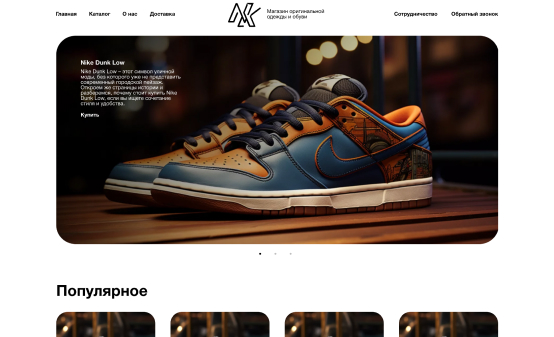 Главная Каталог О нас Доставка
Магазин оригинальной
одежды и обуви
Сотрудничество Обратный звонок
Nike Dunk Low
Nike Dunk Low – этот символ уличной
моды, без которого уже не представить
современный городской пейзаж.
Откроем же страницы истории и
разберемся, почему стоит купить Nike
Dunk Low, если вы ищете сочетание
стиля и удобства.
Купить
Популярное